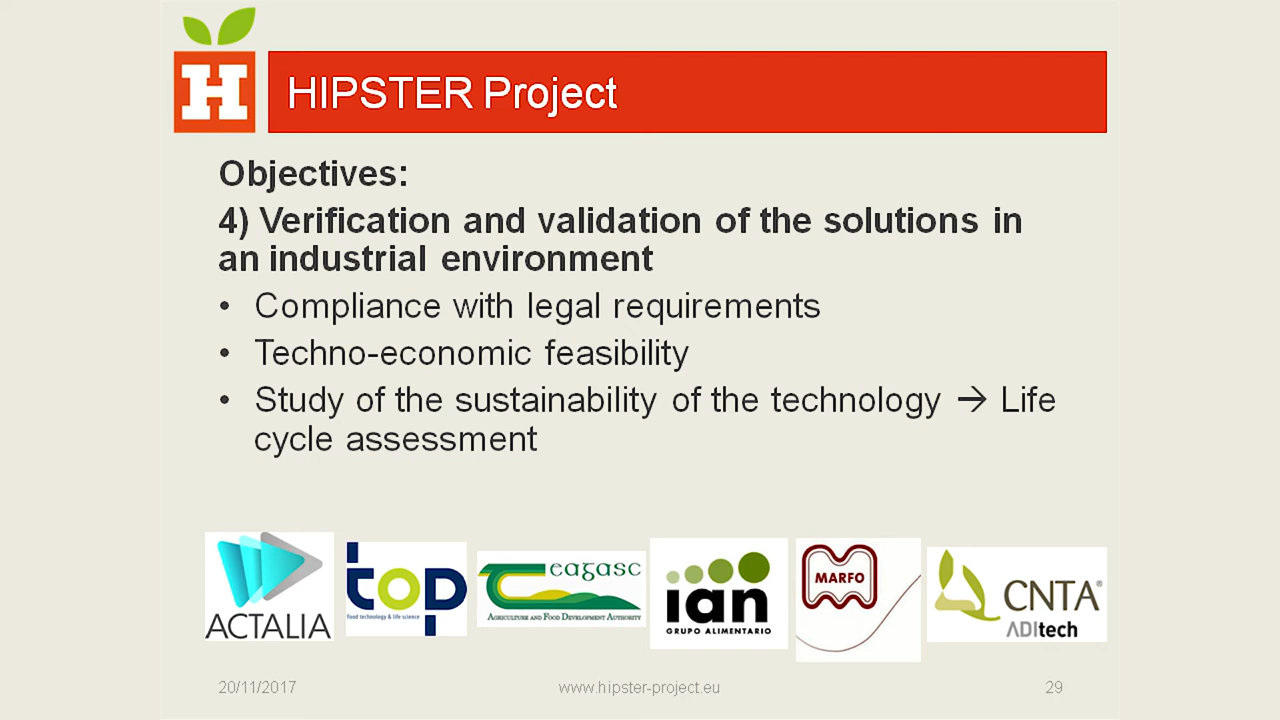 H
HIPSTER Project
Objectives:
4) Verification and validation of the solutions in
an industrial environment
• Compliance with legal requirements
• Techno-economic feasibility
• Study of the sustainability of the technology → Life
cycle assessment
ACTALIA
top
food technology & life science
teagasc
AGRICULTURE AND FOOD DEVELOPMENT AUTHORITY
ian
GRUPO ALIMENTARIO
MARFO
CNTA®
ADItech
20/11/2017
www.hipster-project.eu
29